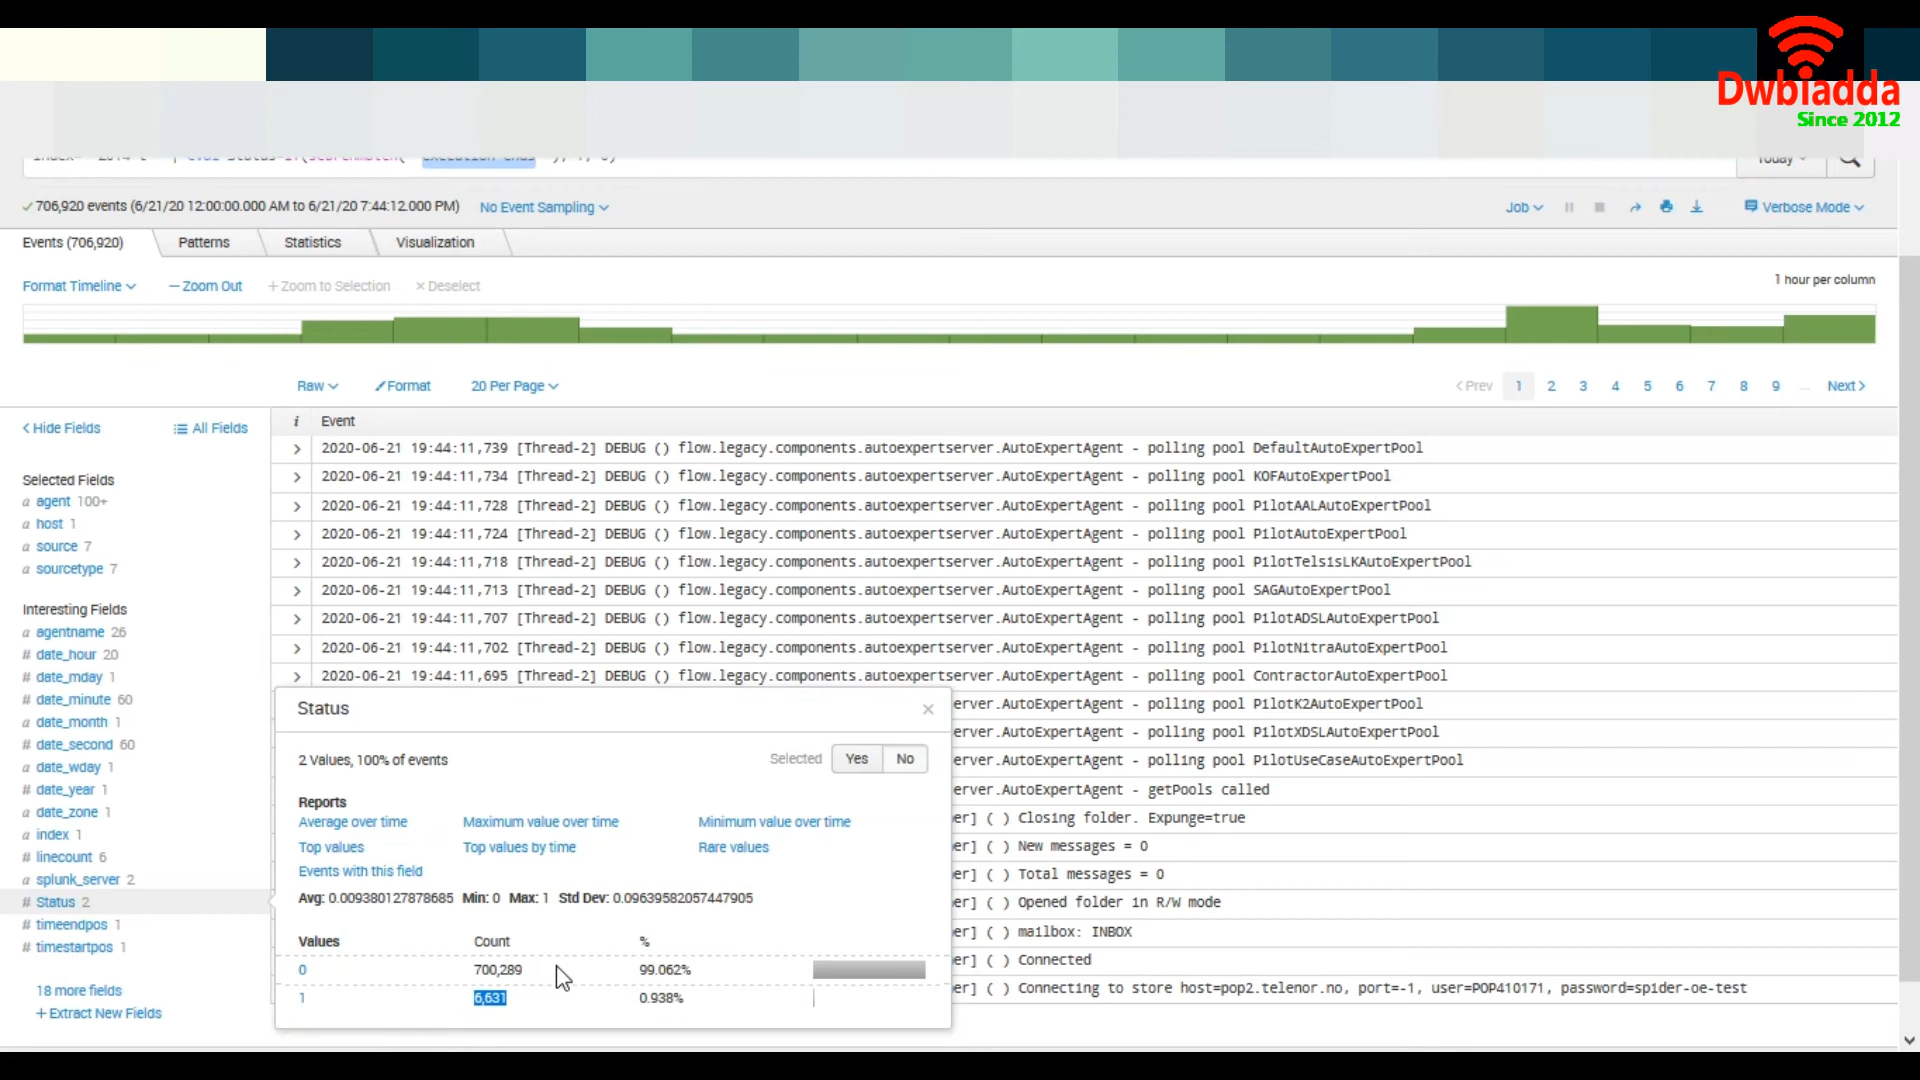 Dwbiadda
Since 2012
Today
706,920 events (6/21/20 12:00:00.000 AM to 6/21/20 7:44:12.000 PM) No Event Sampling
Job Verbose Mode
Events (706,920) Patterns Statistics Visualization
Format Timeline — Zoom Out + Zoom to Selection × Deselect
1 hour per column
Raw Format 20 Per Page
< Prev 1 2 3 4 5 6 7 8 9 ... Next >
< Hide Fields All Fields
i Event
Selected Fields
a agent 100+
a host 1
a source 7
a sourcetype 7
Interesting Fields
a agentname 26
# date_hour 20
# date_mday 1
# date_minute 60
a date_month 1
# date_second 60
a date_wday 1
# date_year 1
a date_zone 1
a index 1
# linecount 6
a splunk_server 2
# Status 2
# timeendpos 1
# timestartpos 1
18 more fields
+ Extract New Fields
2020-06-21 19:44:11,739 [Thread-2] DEBUG () flow.legacy.components.autoexpertserver.AutoExpertAgent - polling pool DefaultAutoExpertPool
2020-06-21 19:44:11,734 [Thread-2] DEBUG () flow.legacy.components.autoexpertserver.AutoExpertAgent - polling pool KOFAutoExpertPool
2020-06-21 19:44:11,728 [Thread-2] DEBUG () flow.legacy.components.autoexpertserver.AutoExpertAgent - polling pool PilotAALAutoExpertPool
2020-06-21 19:44:11,724 [Thread-2] DEBUG () flow.legacy.components.autoexpertserver.AutoExpertAgent - polling pool PilotAutoExpertPool
2020-06-21 19:44:11,718 [Thread-2] DEBUG () flow.legacy.components.autoexpertserver.AutoExpertAgent - polling pool PilotTelsisLKAutoExpertPool
2020-06-21 19:44:11,713 [Thread-2] DEBUG () flow.legacy.components.autoexpertserver.AutoExpertAgent - polling pool SAGAutoExpertPool
2020-06-21 19:44:11,707 [Thread-2] DEBUG () flow.legacy.components.autoexpertserver.AutoExpertAgent - polling pool PilotADSLAutoExpertPool
2020-06-21 19:44:11,702 [Thread-2] DEBUG () flow.legacy.components.autoexpertserver.AutoExpertAgent - polling pool PilotNitraAutoExpertPool
2020-06-21 19:44:11,695 [Thread-2] DEBUG () flow.legacy.components.autoexpertserver.AutoExpertAgent - polling pool ContractorAutoExpertPool
erver.AutoExpertAgent - polling pool PilotK2AutoExpertPool
erver.AutoExpertAgent - polling pool PilotXDSLAutoExpertPool
erver.AutoExpertAgent - polling pool PilotUseCaseAutoExpertPool
erver.AutoExpertAgent - getPools called
er] ( ) Closing folder. Expunge=true
er] ( ) New messages = 0
er] ( ) Total messages = 0
er] ( ) Opened folder in R/W mode
er] ( ) mailbox: INBOX
er] ( ) Connected
er] ( ) Connecting to store host=pop2.telenor.no, port=-1, user=POP410171, password=spider-oe-test
Status ×
2 Values, 100% of events Selected Yes No
Reports
Average over time Maximum value over time Minimum value over time
Top values Top values by time Rare values
Events with this field
Avg: 0.009380127878685 Min: 0 Max: 1 Std Dev: 0.09639582057447905
Values Count %
0 700,289 99.062%
1 6,631 0.938%